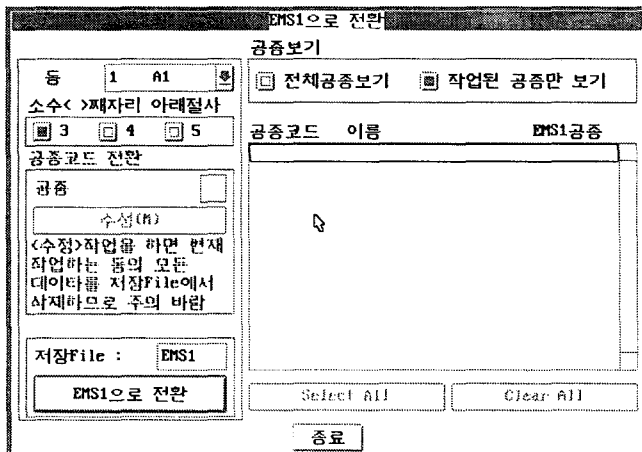 EMS1으로 전환
공종보기
동 1 A1
전체공종보기 작업된 공종만 보기
소수< >째자리 아래절사
3 4 5
공종코드 이름 EMS1공종
공종코드 전환
공종
수정(M)
<수정>작업을 하면 현재
작업하는 동의 모든
데이타를 저장File에서
삭제하므로 주의 바람
저장File : EMS1
EMS1으로 전환
Select All Clear All
종료